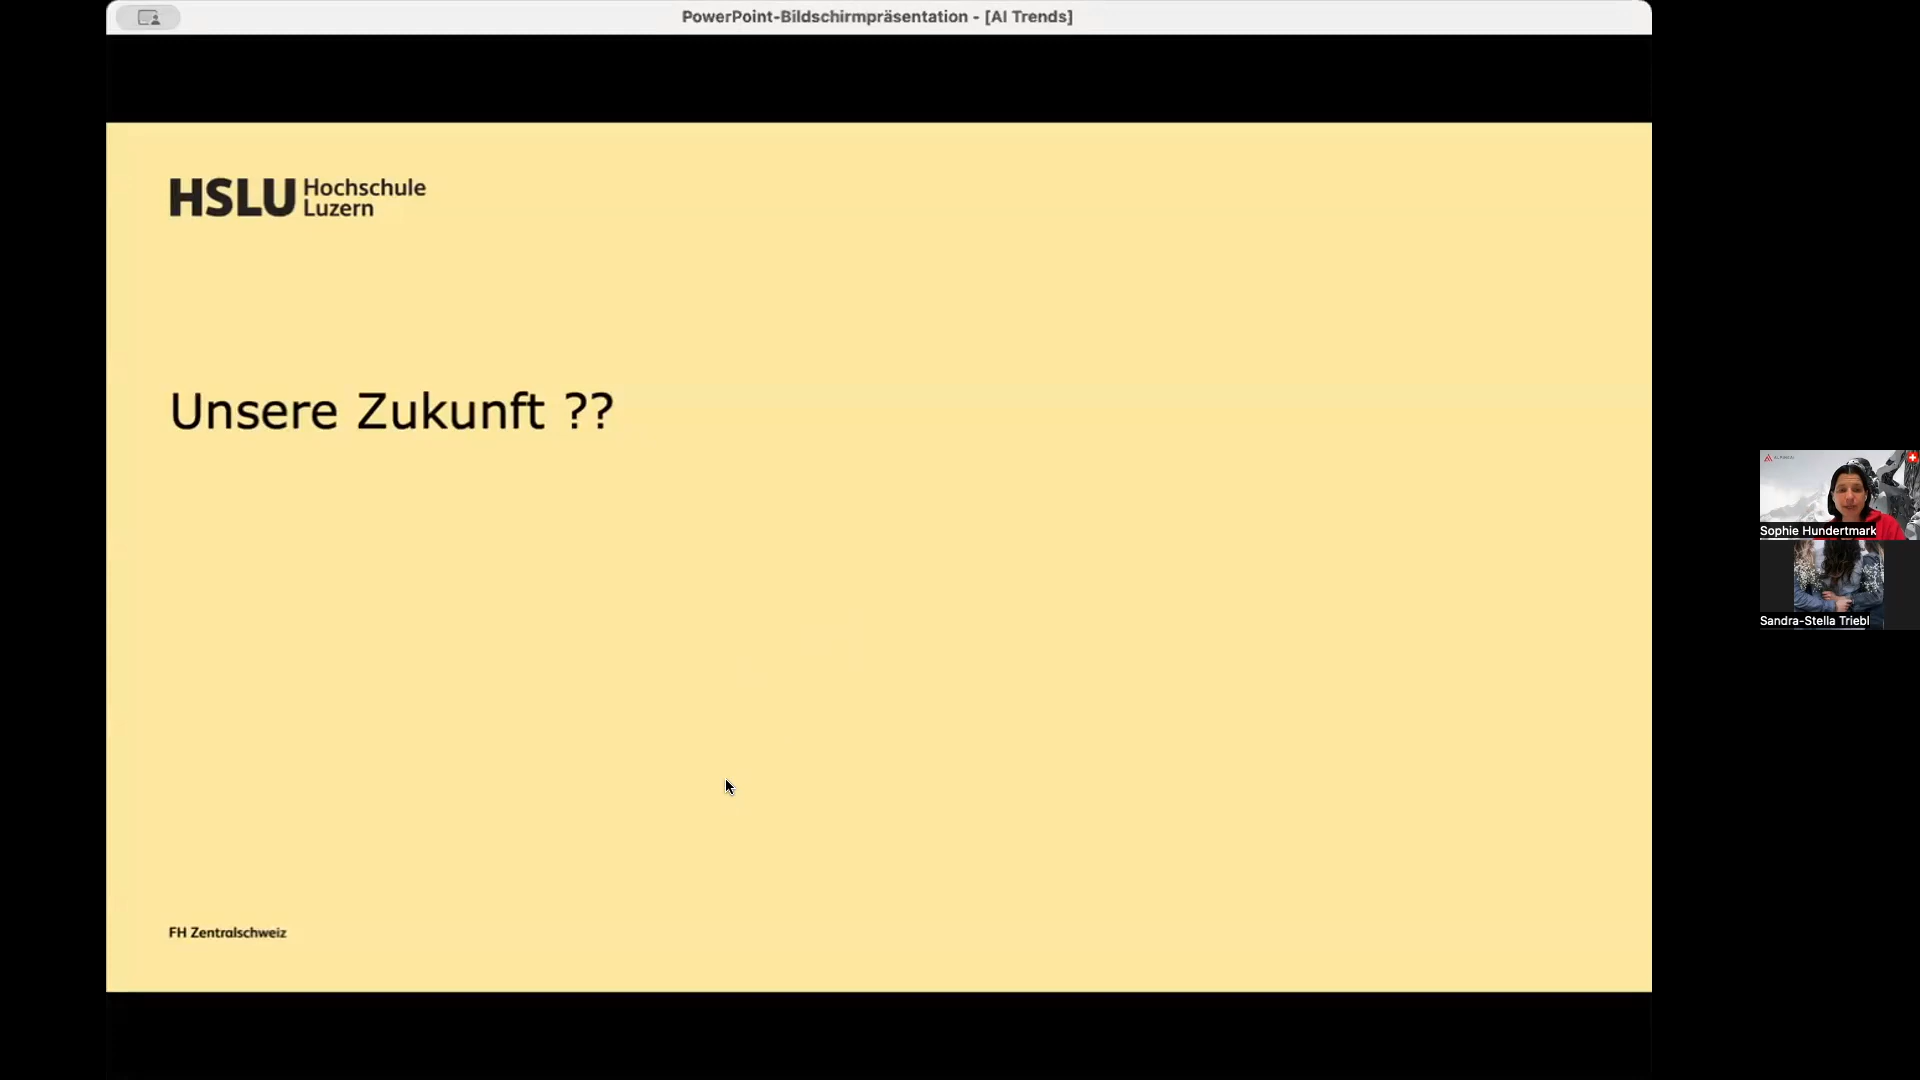 PowerPoint-Bildschirmpräsentation - [AI Trends]
HSLU Hochschule
Luzern
Unsere Zukunft ??
Sophie Hundertmark
Sandra-Stella Triebl
FH Zentralschweiz